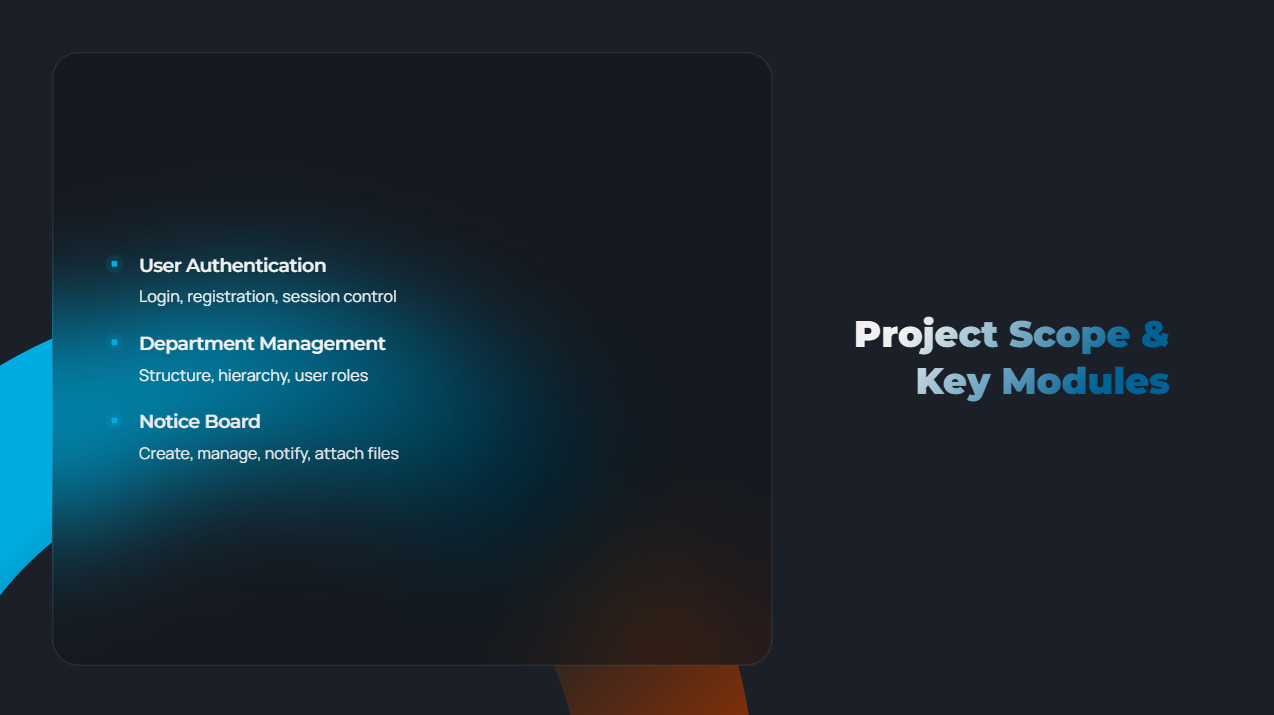 User Authentication
Login, registration, session control
Department Management
Structure, hierarchy, user roles
Notice Board
Create, manage, notify, attach files
Project Scope &
Key Modules